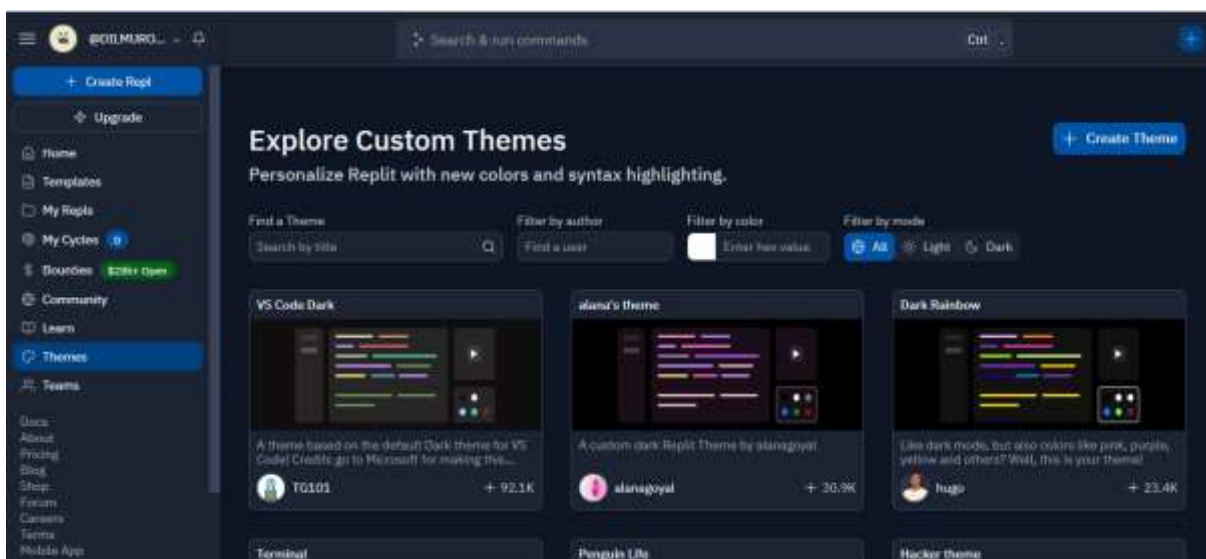 @DILMURO...
Search & run commands
Ctrl .
+ Create Repl
Upgrade
Home
Templates
My Repls
My Cycles 0
Bounties
Open
Community
Learn
Themes
Teams
Docs
About
Pricing
Blog
Shop
Forum
Careers
Terms
Mobile App
Explore Custom Themes
+ Create Theme
Personalize Replit with new colors and syntax highlighting.
Find a Theme
Filter by author
Filter by color
Filter by mode
Search by title
Find a user
Enter hex value
All
Light
Dark
VS Code Dark
A theme based on the default Dark theme for VS
Code! Credits go to Microsoft for making this...
TG101
+ 92.1K
alana's theme
A custom dark Replit Theme by alanagoyal
alanagoyal
+ 30.9K
Dark Rainbow
Like dark mode, but also colors like pink, purple,
yellow and others? Well, this is your theme!
hugo
+ 23.4K
Terminal
Penguin Life
Hacker theme